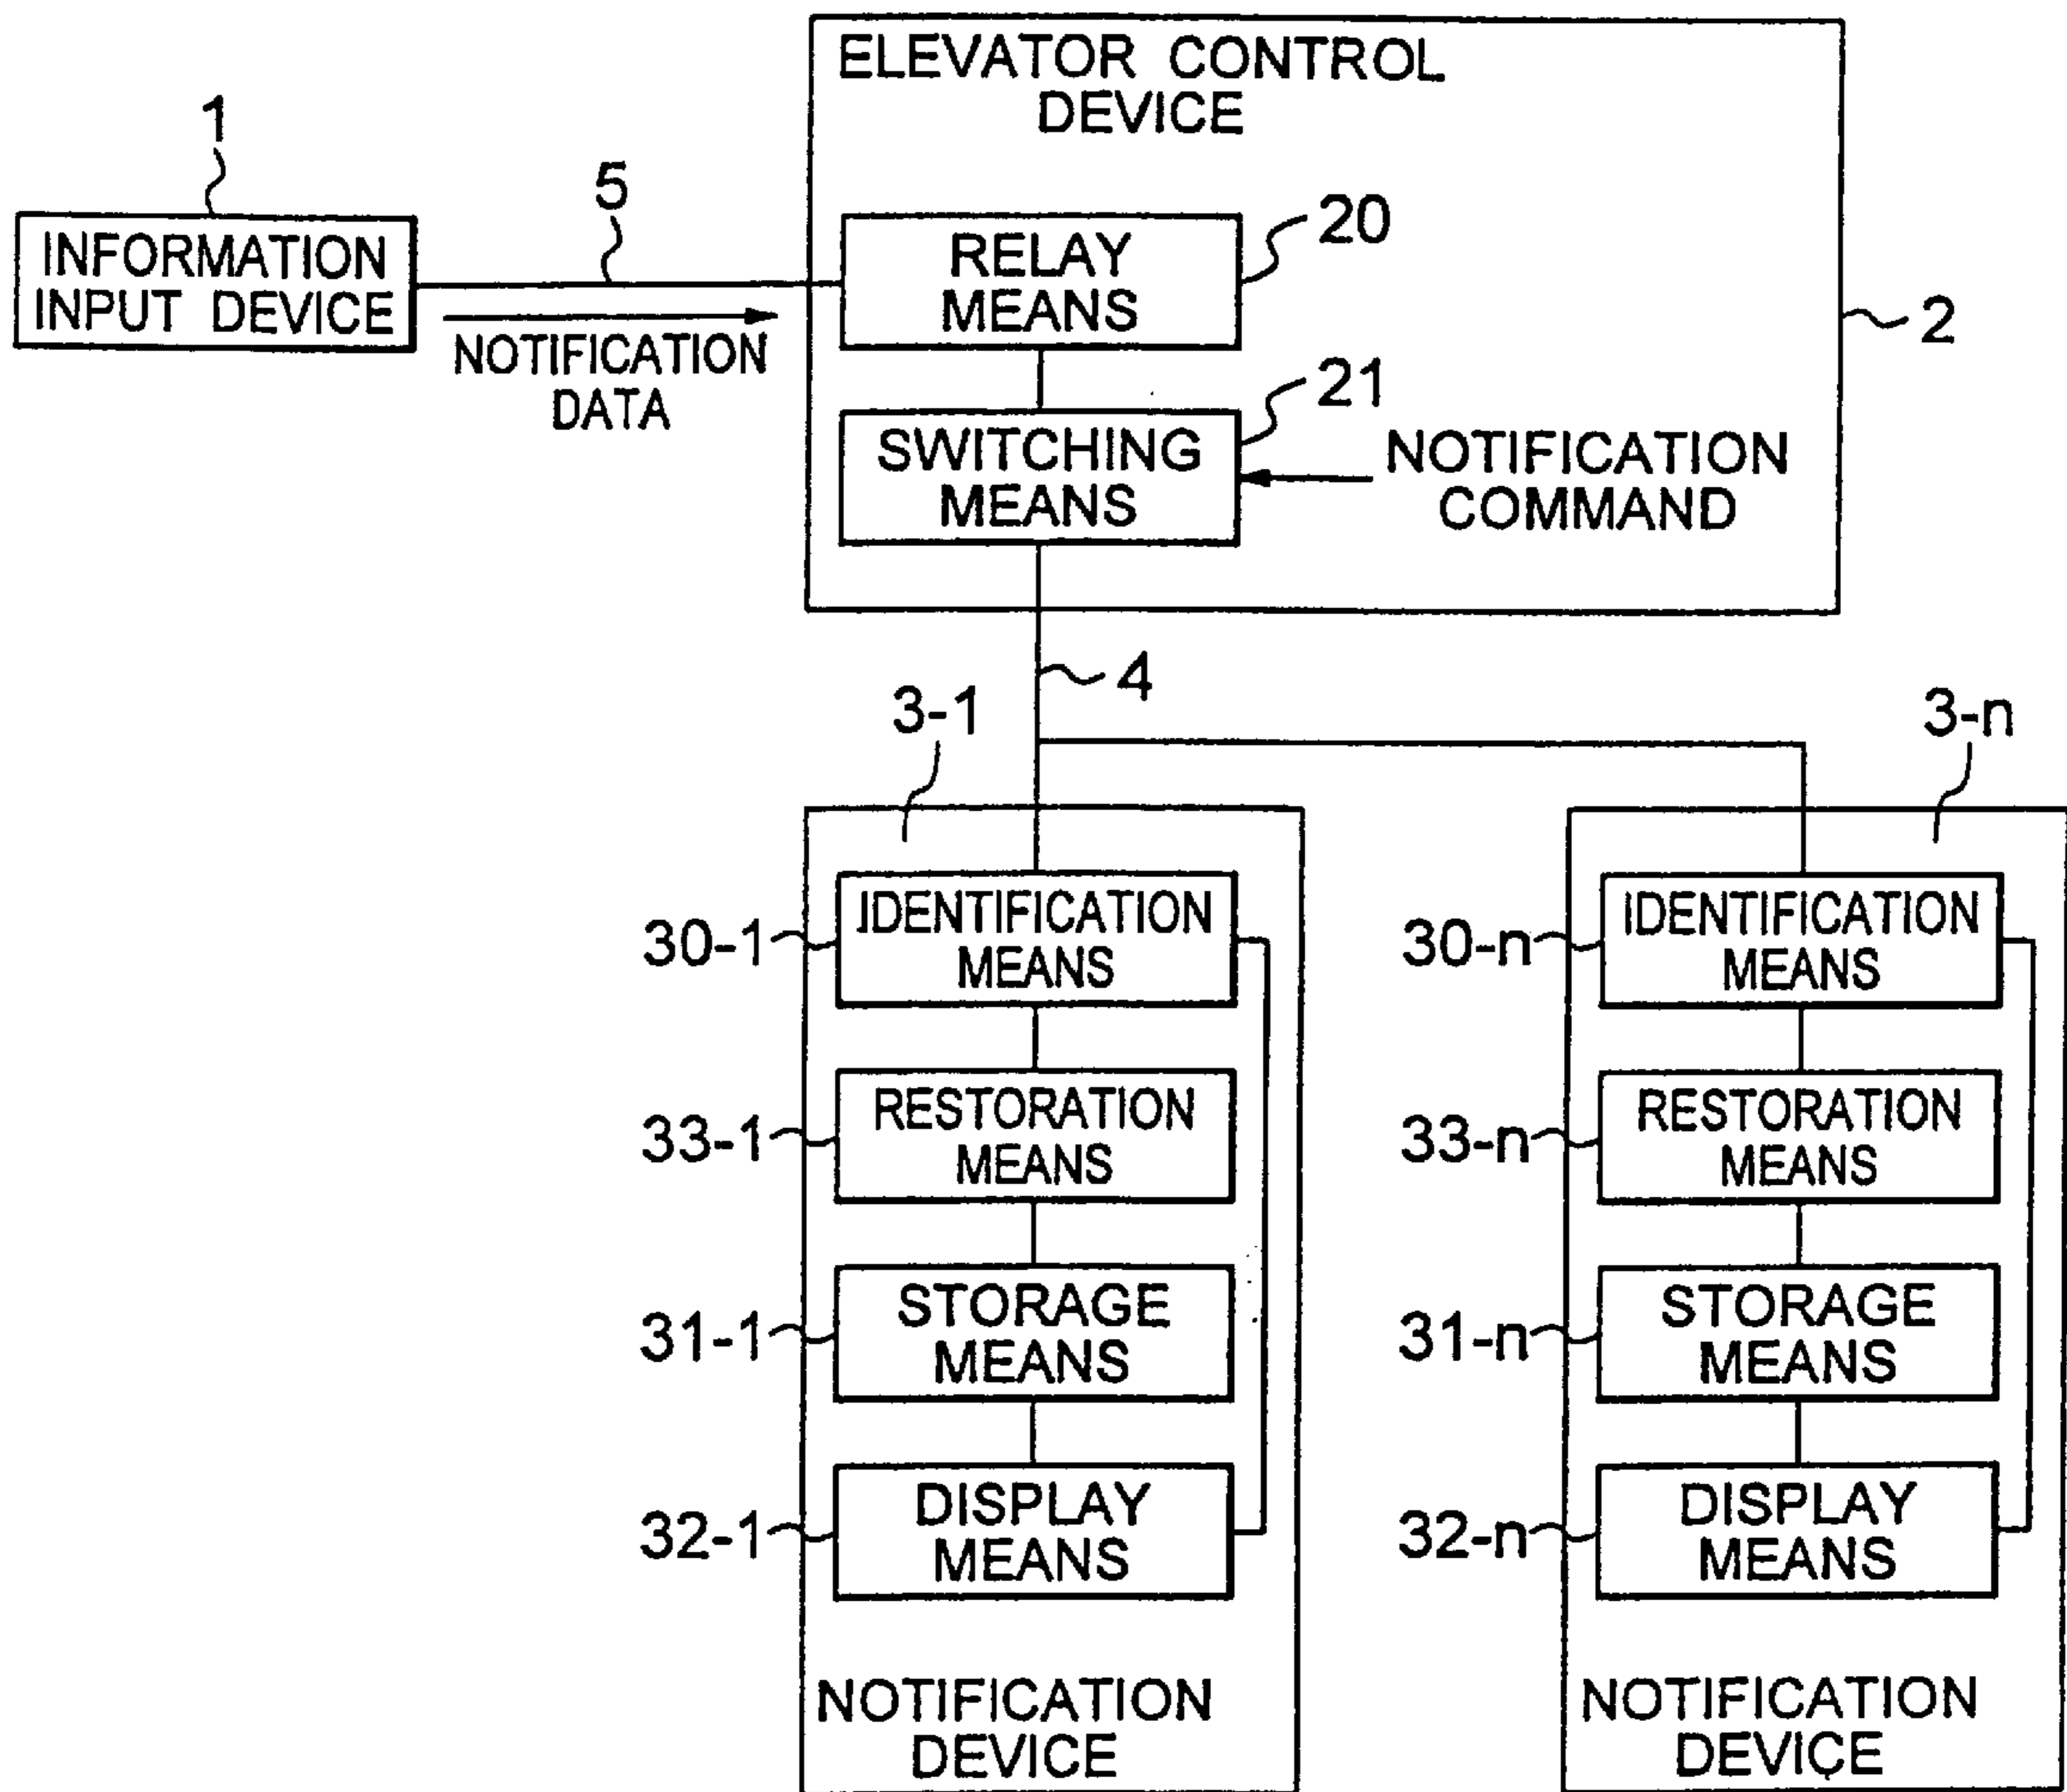 ELEVATOR CONTROL
DEVICE
1
5
INFORMATION
INPUT DEVICE
NOTIFICATION
DATA
RELAY
MEANS
20
2
SWITCHING
MEANS
21
NOTIFICATION
COMMAND
4
3-1
3-n
IDENTIFICATION
MEANS
30-1
RESTORATION
MEANS
33-1
STORAGE
MEANS
31-1
DISPLAY
MEANS
32-1
NOTIFICATION
DEVICE
IDENTIFICATION
MEANS
30-n
RESTORATION
MEANS
33-n
STORAGE
MEANS
31-n
DISPLAY
MEANS
32-n
NOTIFICATION
DEVICE